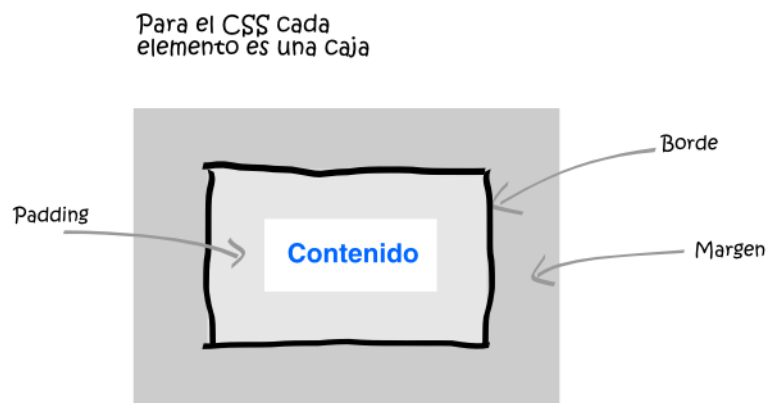 Para el CSS cada
elemento es una caja
Borde
Padding
Contenido
Margen